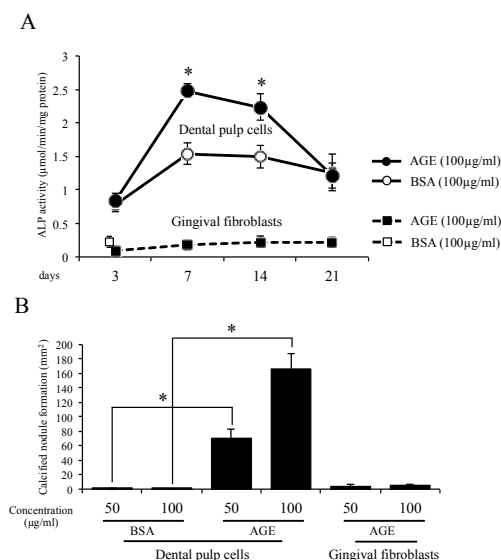 A
ALP activity (μmol/min/mg protein)
3
2.5
2
1.5
1
0.5
0
* *
Dental pulp cells
Gingival fibroblasts
days 3 7 14 21
AGE (100μg/ml)
BSA (100μg/ml)
AGE (100μg/ml)
BSA (100μg/ml)
B
Calcified nodule formation (mm²)
200
180
160
140
120
100
80
60
40
20
0
*
*
Concentration
(μg/ml)
50 100 50 100 50 100
BSA AGE AGE
Dental pulp cells Gingival fibroblasts